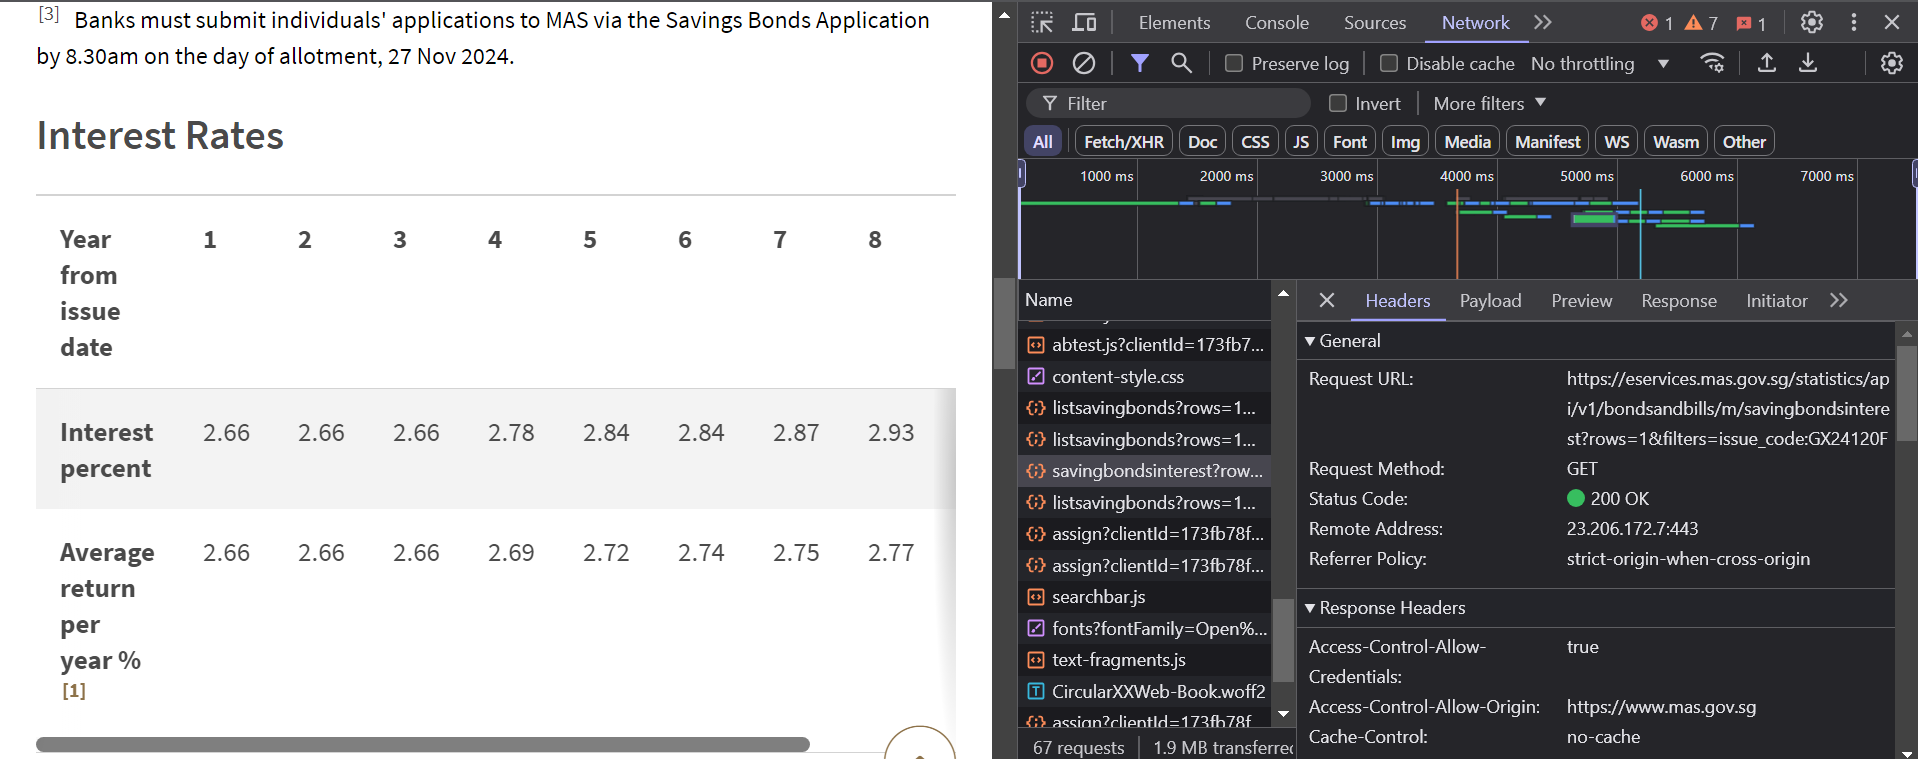 [3] Banks must submit individuals' applications to MAS via the Savings Bonds Application
by 8.30am on the day of allotment, 27 Nov 2024.
Interest Rates
Year from issue date 1 2 3 4 5 6 7 8
Interest percent 2.66 2.66 2.66 2.78 2.84 2.84 2.87 2.93
Average return per year % [1] 2.66 2.66 2.66 2.69 2.72 2.74 2.75 2.77
Elements Console Sources Network 1 7 1
Preserve log Disable cache No throttling
Filter Invert More filters
All Fetch/XHR Doc CSS JS Font Img Media Manifest WS Wasm Other
1000 ms 2000 ms 3000 ms 4000 ms 5000 ms 6000 ms 7000 ms
Name
abtest.js?clientId=173fb7...
content-style.css
listsavingbonds?rows=1...
listsavingbonds?rows=1...
savingbondsinterest?row...
listsavingbonds?rows=1...
assign?clientId=173fb78f...
assign?clientId=173fb78f...
searchbar.js
fonts?fontFamily=Open%...
text-fragments.js
CircularXXWeb-Book.woff2
assign?clientId=173fb78f
67 requests 1.9 MB transferre
Headers Payload Preview Response Initiator
General
Request URL: https://eservices.mas.gov.sg/statistics/ap
i/v1/bondsandbills/m/savingbondsintere
st?rows=1&filters=issue_code:GX24120F
Request Method: GET
Status Code: 200 OK
Remote Address: 23.206.172.7:443
Referrer Policy: strict-origin-when-cross-origin
Response Headers
Access-Control-Allow-Credentials: true
Access-Control-Allow-Origin: https://www.mas.gov.sg
Cache-Control: no-cache